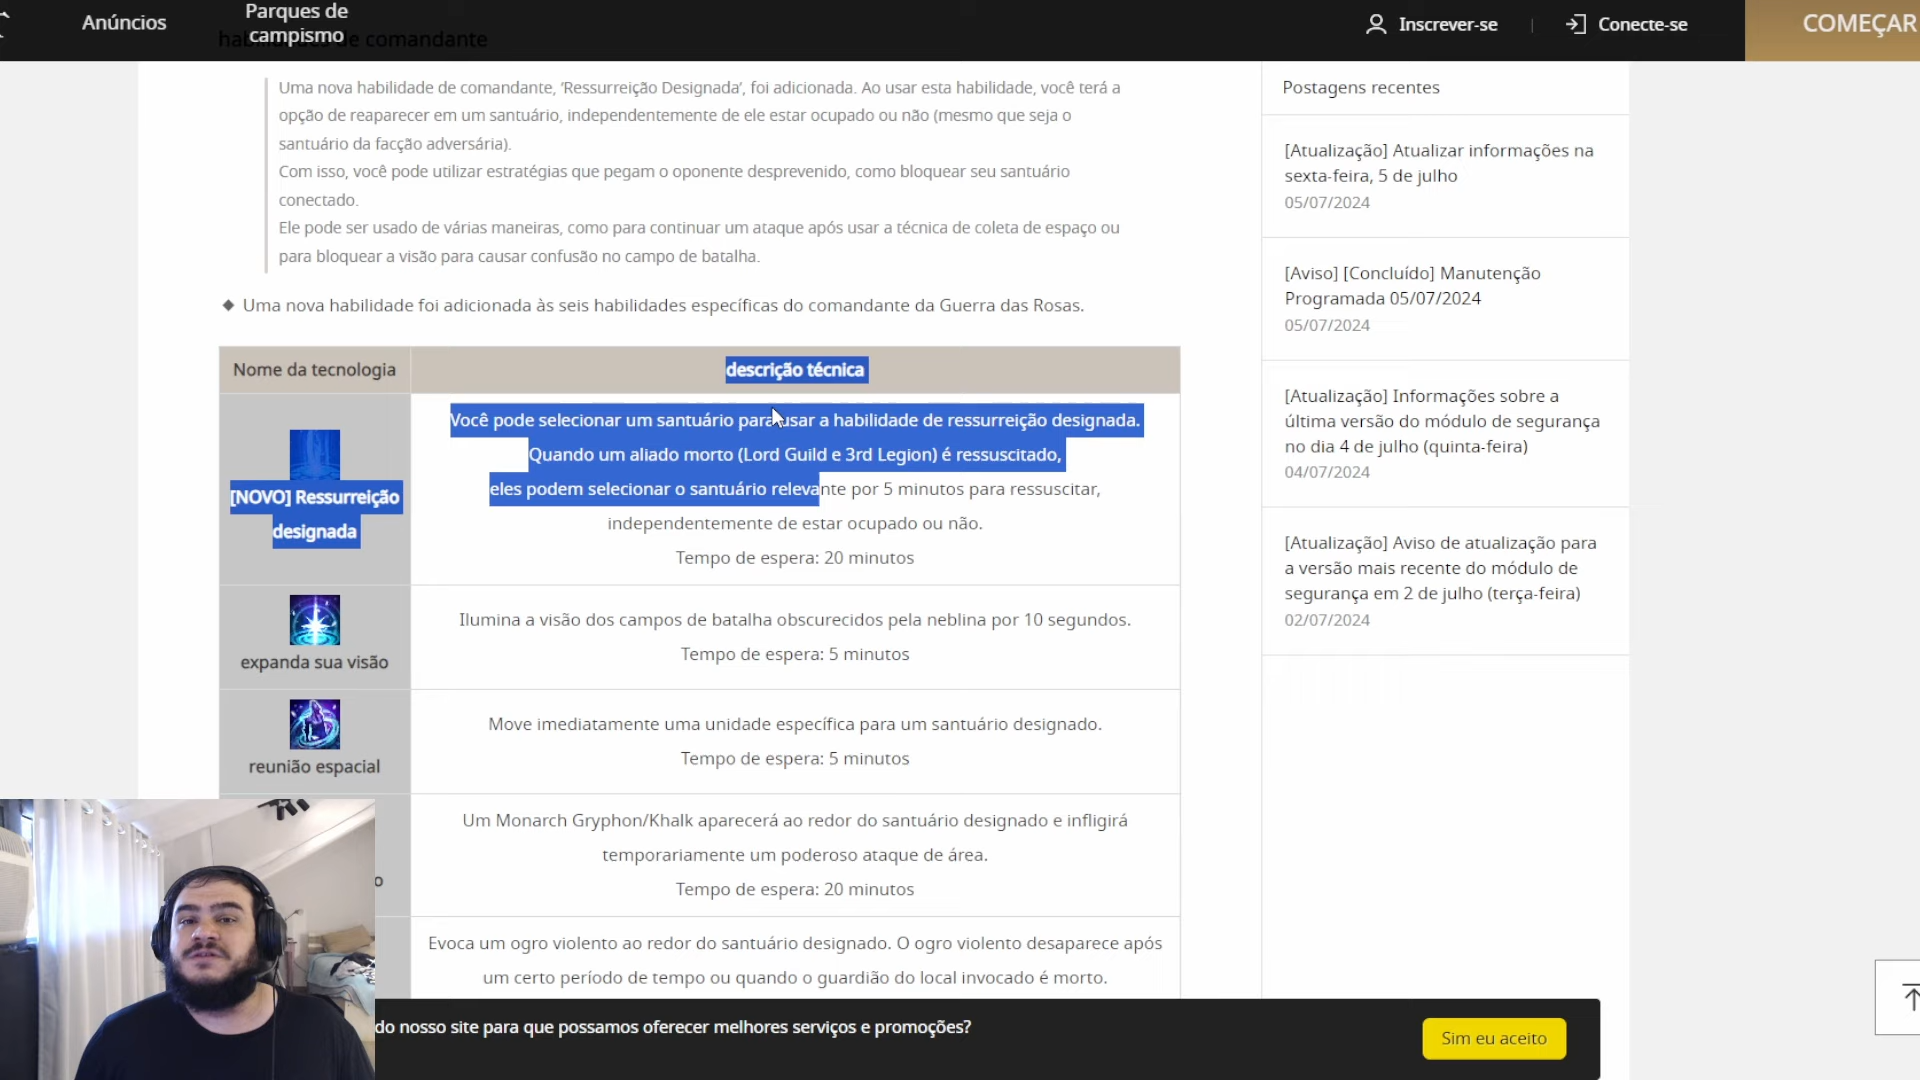 Anúncios
Parques de
campismo
Inscrever-se
Conecte-se
COMEÇAR
habilidades de comandante
Uma nova habilidade de comandante, ‘Ressurreição Designada’, foi adicionada. Ao usar esta habilidade, você terá a
opção de reaparecer em um santuário, independentemente de ele estar ocupado ou não (mesmo que seja o
santuário da facção adversária).
Com isso, você pode utilizar estratégias que pegam o oponente desprevenido, como bloquear seu santuário
conectado.
Ele pode ser usado de várias maneiras, como para continuar um ataque após usar a técnica de coleta de espaço ou
para bloquear a visão para causar confusão no campo de batalha.
◆ Uma nova habilidade foi adicionada às seis habilidades específicas do comandante da Guerra das Rosas.
Nome da tecnologia
descrição técnica
[NOVO] Ressurreição
designada
Você pode selecionar um santuário para usar a habilidade de ressurreição designada.
Quando um aliado morto (Lord Guild e 3rd Legion) é ressuscitado,
eles podem selecionar o santuário relevante por 5 minutos para ressuscitar,
independentemente de estar ocupado ou não.
Tempo de espera: 20 minutos
expanda sua visão
Ilumina a visão dos campos de batalha obscurecidos pela neblina por 10 segundos.
Tempo de espera: 5 minutos
reunião espacial
Move imediatamente uma unidade específica para um santuário designado.
Tempo de espera: 5 minutos
o
Um Monarch Gryphon/Khalk aparecerá ao redor do santuário designado e infligirá
temporariamente um poderoso ataque de área.
Tempo de espera: 20 minutos
Evoca um ogro violento ao redor do santuário designado. O ogro violento desaparece após
um certo período de tempo ou quando o guardião do local invocado é morto.
Postagens recentes
[Atualização] Atualizar informações na
sexta-feira, 5 de julho
05/07/2024
[Aviso] [Concluído] Manutenção
Programada 05/07/2024
05/07/2024
[Atualização] Informações sobre a
última versão do módulo de segurança
no dia 4 de julho (quinta-feira)
04/07/2024
[Atualização] Aviso de atualização para
a versão mais recente do módulo de
segurança em 2 de julho (terça-feira)
02/07/2024
do nosso site para que possamos oferecer melhores serviços e promoções?
Sim eu aceito